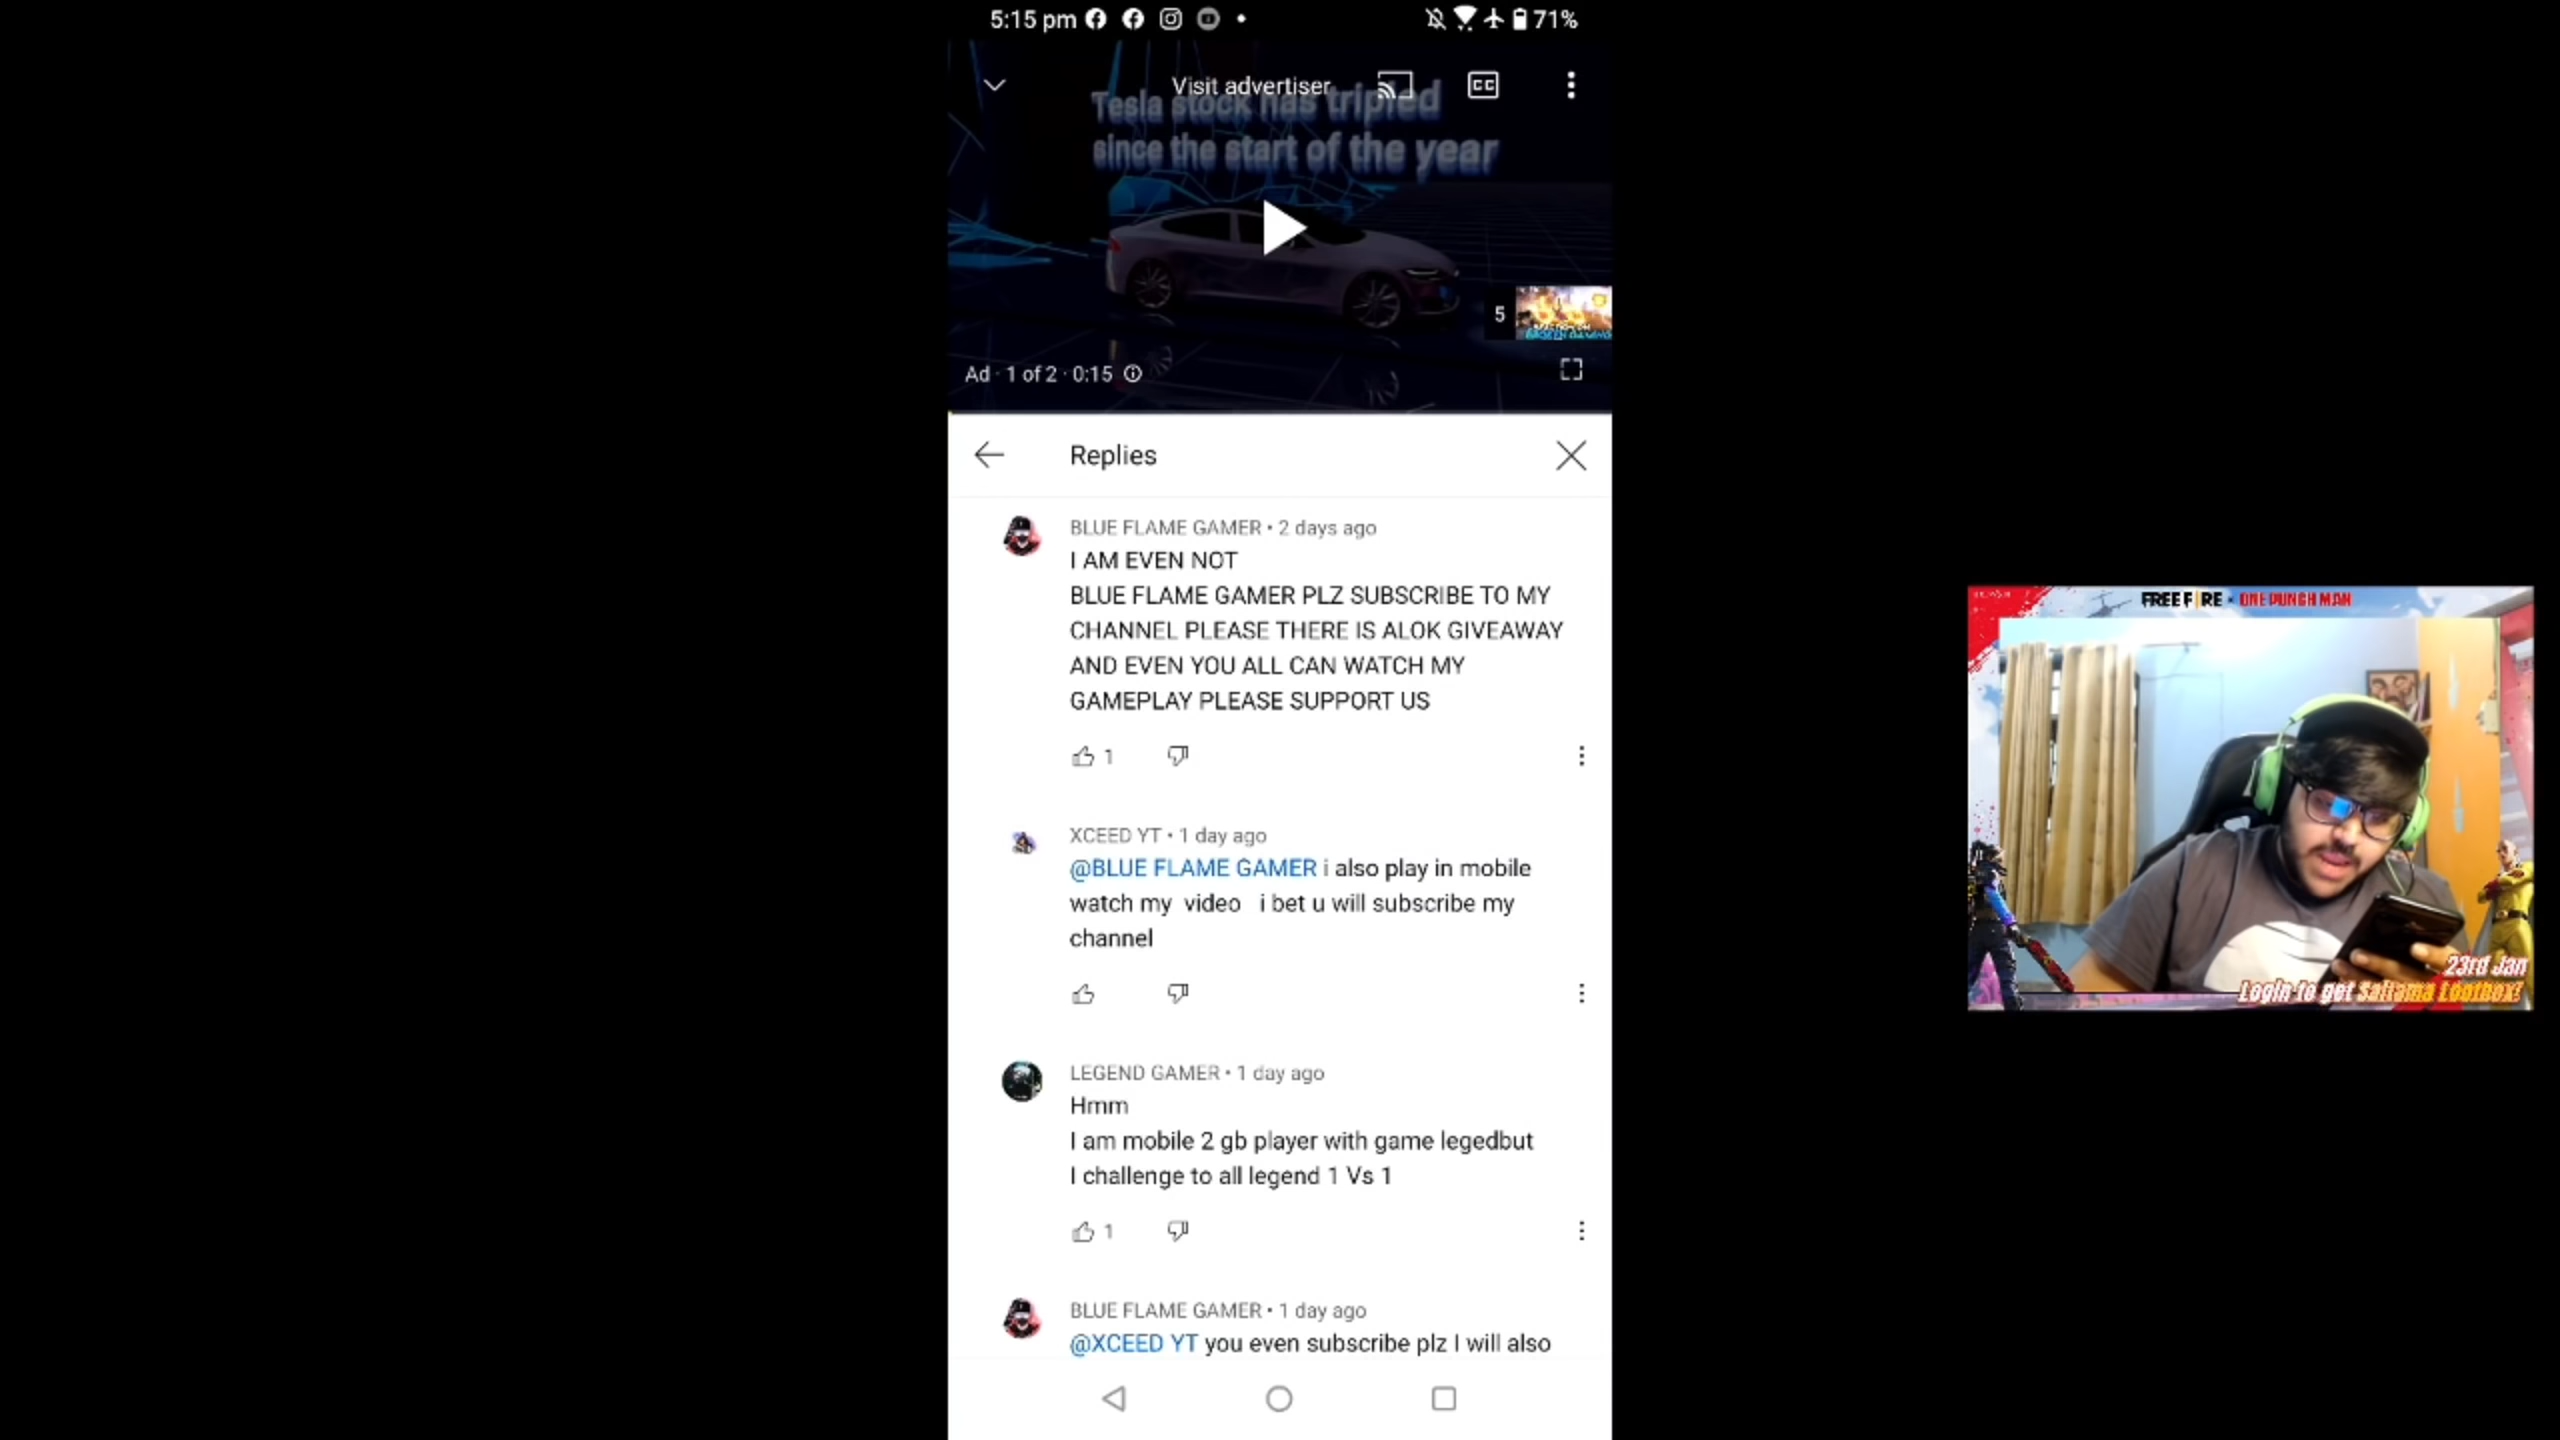 5:15 pm
71%
Visit advertiser
Tesla stock has tripled
since the start of the year
5
Ad · 1 of 2 · 0:15
Replies
BLUE FLAME GAMER • 2 days ago
I AM EVEN NOT
BLUE FLAME GAMER PLZ SUBSCRIBE TO MY
CHANNEL PLEASE THERE IS ALOK GIVEAWAY
AND EVEN YOU ALL CAN WATCH MY
GAMEPLAY PLEASE SUPPORT US
1
XCEED YT • 1 day ago
@BLUE FLAME GAMER i also play in mobile
watch my video i bet u will subscribe my
channel
LEGEND GAMER • 1 day ago
Hmm
I am mobile 2 gb player with game legedbut
I challenge to all legend 1 Vs 1
1
BLUE FLAME GAMER • 1 day ago
@XCEED YT you even subscribe plz I will also
FREE FIRE × ONE PUNCH MAN
23rd Jan
Login to get Saitama Lootbox!